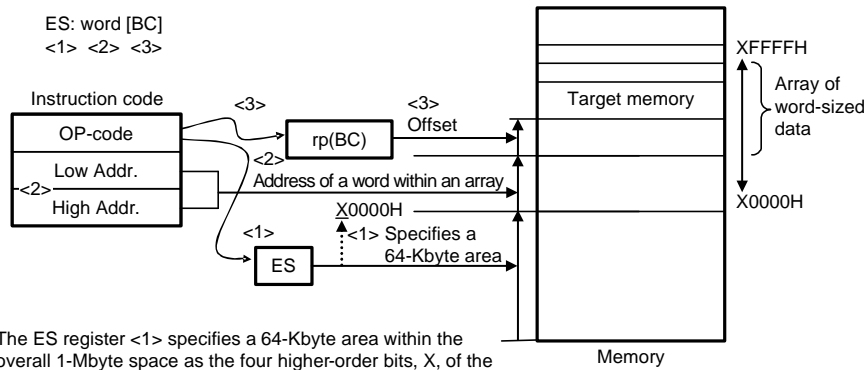 ES: word [BC]
<1> <2> <3>
XFFFFH
Array of
word-sized
data
Instruction code
<3>
<3>
Target memory
OP-code
rp(BC)
Offset
<2>
Low Addr.
<2>
Address of a word within an array
High Addr.
X0000H
X0000H
<1>
<1> Specifies a
64-Kbyte area
ES
The ES register <1> specifies a 64-Kbyte area within the
overall 1-Mbyte space as the four higher-order bits, X, of the
Memory